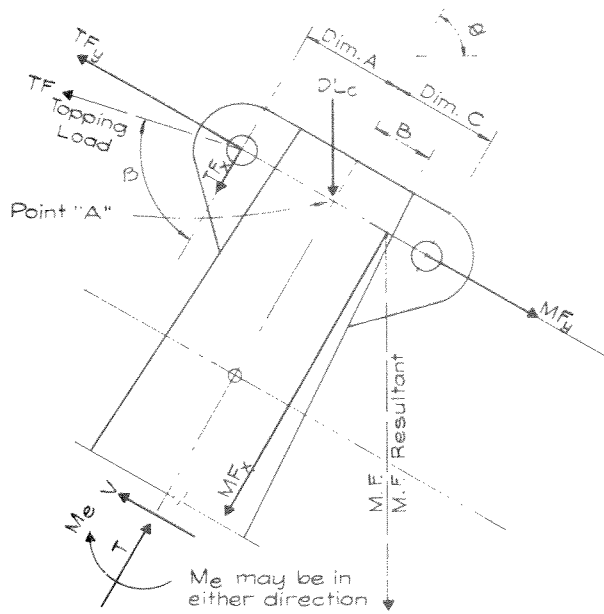 TFy
TF
Topping
Load
Dim. A
Dim. C
θ
B
TFx
β
Point "A"
MFy
MFx
M.F.
M.F. Resultant
V
Me
T
Me may be in
either direction